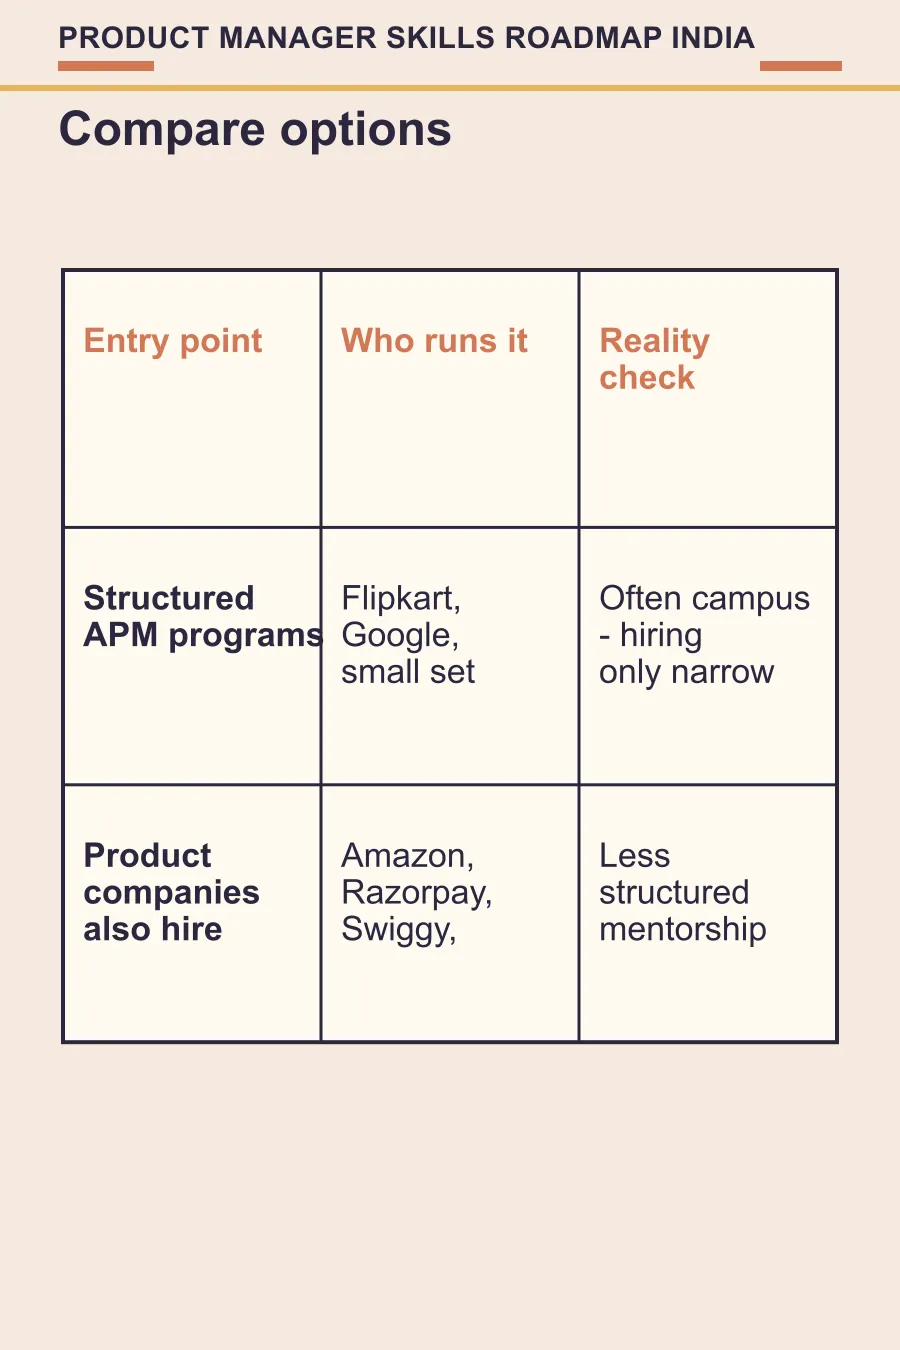 PRODUCT MANAGER SKILLS ROADMAP INDIA
Compare options
Entry point
Who runs it
Reality
check
Structured
APM programs
Flipkart,
Google,
small set
Often campus
- hiring
only narrow
Product
companies
also hire
Amazon,
Razorpay,
Swiggy,
Less
structured
mentorship